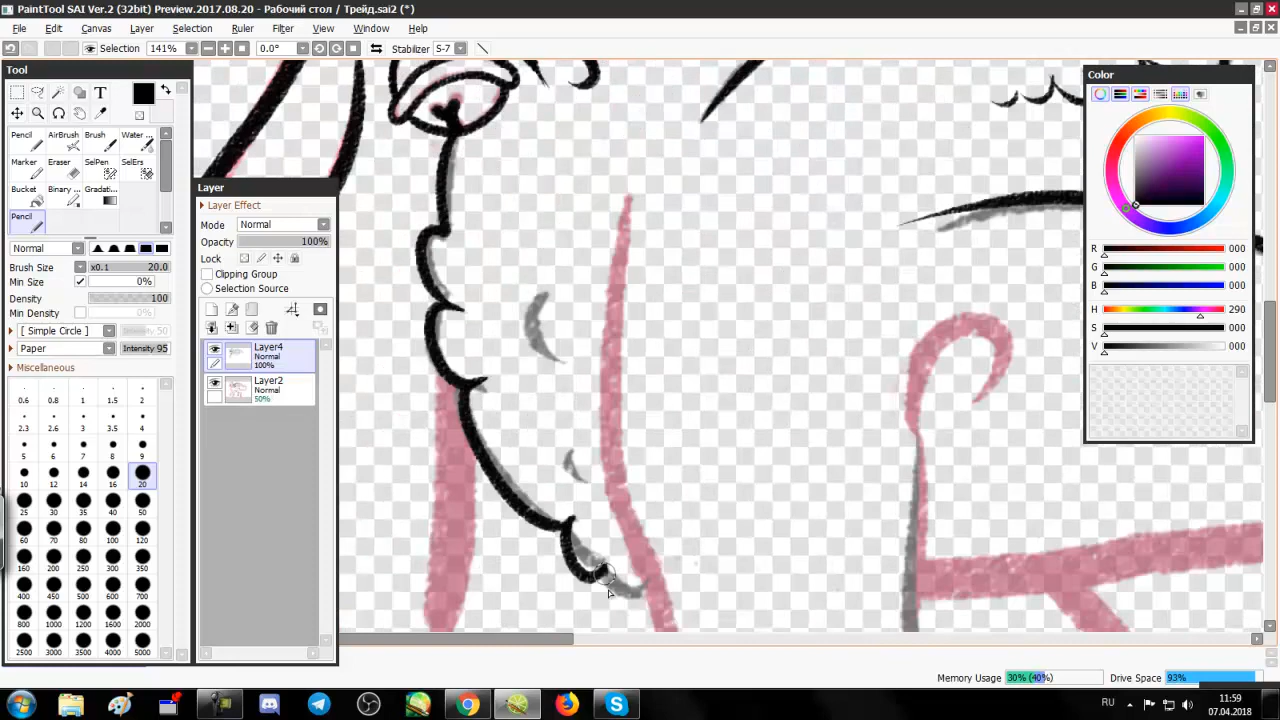 PaintTool SAI Ver.2 (32bit) Preview.2017.08.20 - Рабочий стол / Трейд.sai2 (*)
File Edit Canvas Layer Selection Ruler Filter View Window Help
Selection 141% 0.0° Stabilizer S-7
Tool
T
Pencil AirBrush Brush Water ...
Marker Eraser SelPen SelErs
Bucket Binary ... Gradati...
Pencil
Normal
Brush Size x0.1 20.0
Min Size 0%
Density 100
Min Density 0%
[ Simple Circle ] Intensity 50
Paper Intensity 95
Miscellaneous
0.6 0.8 1 1.5 2
2.3 2.6 3 3.5 4
5 6 7 8 9
10 12 14 16 20
25 30 35 40 50
60 70 80 100 120
160 200 250 300 350
400 450 500 600 700
800 1000 1200 1600 2000
2500 3000 3500 4000 5000
Layer
Layer Effect
Mode Normal
Opacity 100%
Lock
Clipping Group
Selection Source
Layer4
Normal
100%
Layer2
Normal
50%
Color
R 000
G 000
B 000
H 290
S 000
V 000
Memory Usage 30% (40%) Drive Space 93%
RU 11:59
07.04.2018